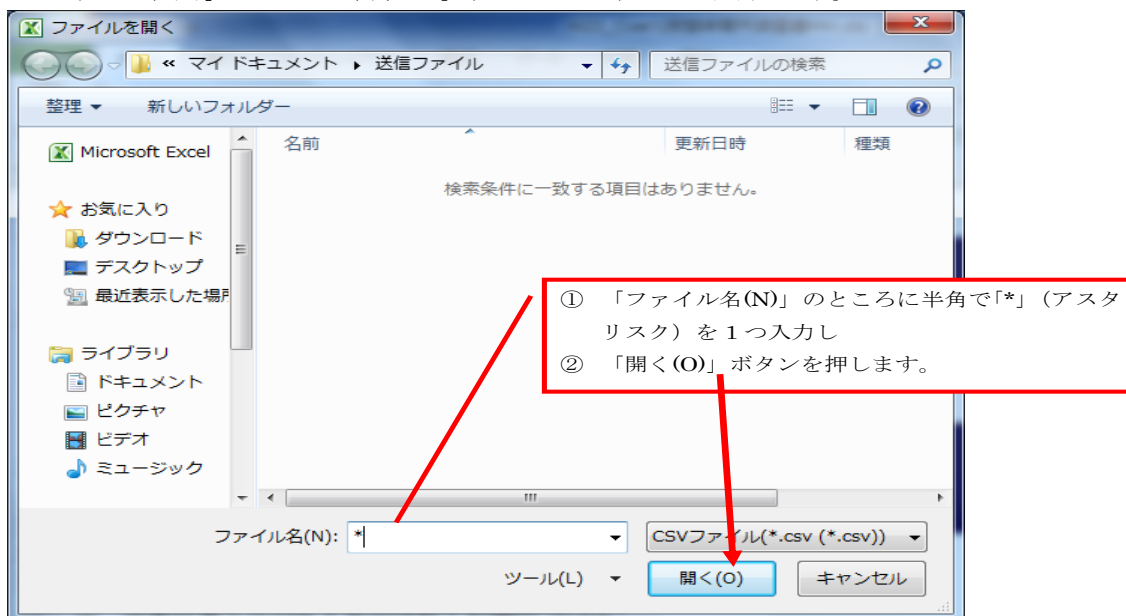 ファイルを開く
« マイ ドキュメント ▸ 送信ファイル
送信ファイルの検索
整理 ▼ 新しいフォルダー
Microsoft Excel
名前 更新日時 種類
検索条件に一致する項目はありません。
お気に入り
ダウンロード
デスクトップ
最近表示した場所
ライブラリ
ドキュメント
ピクチャ
ビデオ
ミュージック
① 「ファイル名(N)」のところに半角で「*」（アスタ
リスク）を 1 つ入力し
② 「開く(O)」ボタンを押します。
ファイル名(N): *
CSVファイル(*.csv (*.csv))
ツール(L) ▼ 開く(O) キャンセル